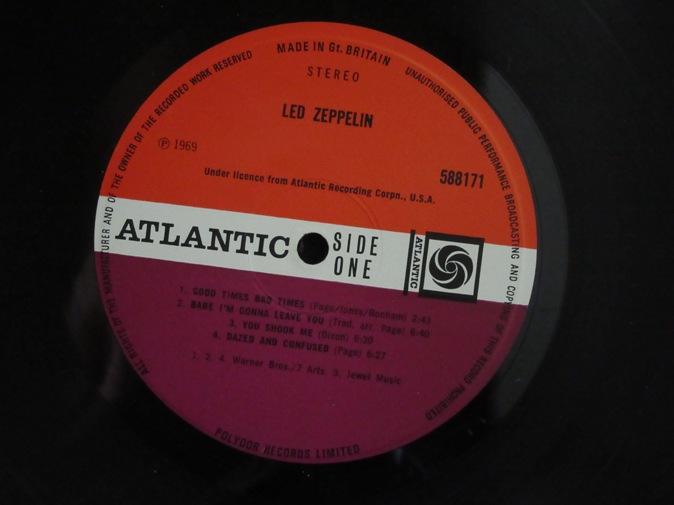 MADE IN Gt. BRITAIN
STEREO
LED ZEPPELIN
℗ 1969
588171
Under licence from Atlantic Recording Corpn., U.S.A.
ATLANTIC
SIDE
ONE
ATLANTIC
1. GOOD TIMES BAD TIMES (Page/Jones/Bonham) 2:43
2. BABE I'M GONNA LEAVE YOU (Trad. arr. Page) 6:40
3. YOU SHOOK ME (Dixon) 6:30
4. DAZED AND CONFUSED (Page) 6:27
1. 2. 4. Warner Bros./7 Arts 3. Jewel Music
POLYDOR RECORDS LIMITED
ALL RIGHTS OF THE MANUFACTURER AND OF THE OWNER OF THE RECORDED WORK RESERVED
UNAUTHORISED PUBLIC PERFORMANCE BROADCASTING AND COPYING OF THIS RECORD PROHIBITED